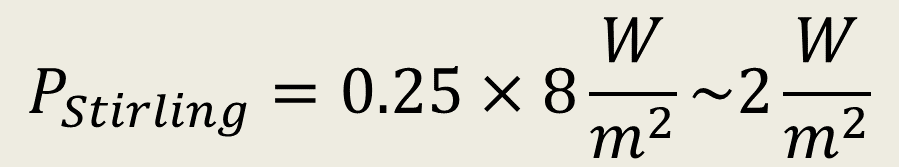 P_Stirling = 0.25 × 8 W/m² ~2 W/m²